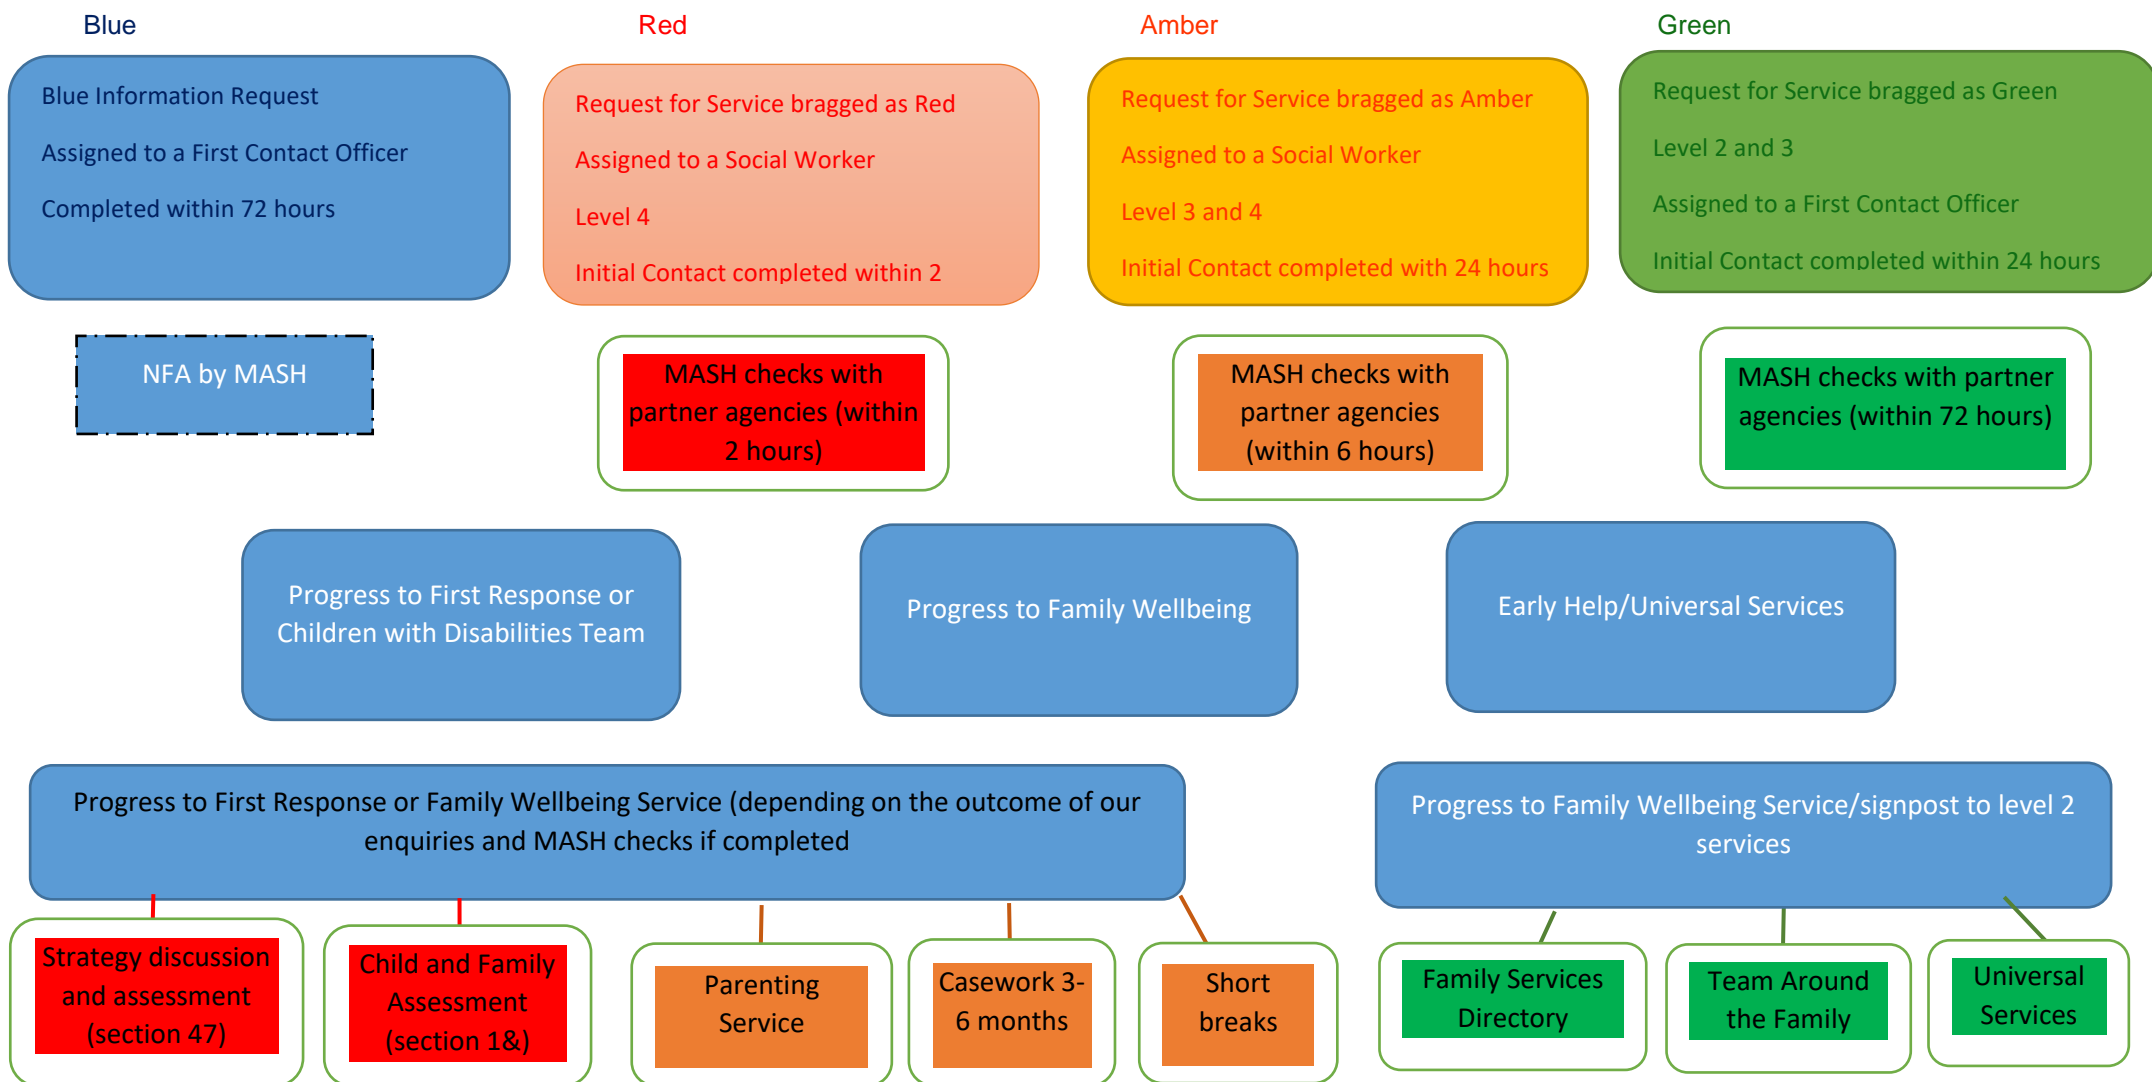 Blue
Red
Amber
Green
Blue Information Request
Assigned to a First Contact Officer
Completed within 72 hours
Request for Service bragged as Red
Assigned to a Social Worker
Level 4
Initial Contact completed within 2
Request for Service bragged as Amber
Assigned to a Social Worker
Level 3 and 4
Initial Contact completed with 24 hours
Request for Service bragged as Green
Level 2 and 3
Assigned to a First Contact Officer
Initial Contact completed within 24 hours
NFA by MASH
MASH checks with
partner agencies (within
2 hours)
MASH checks with
partner agencies
(within 6 hours)
MASH checks with partner
agencies (within 72 hours)
Progress to First Response or
Children with Disabilities Team
Progress to Family Wellbeing
Early Help/Universal Services
Progress to First Response or Family Wellbeing Service (depending on the outcome of our
enquiries and MASH checks if completed
Progress to Family Wellbeing Service/signpost to level 2
services
Strategy discussion
and assessment
(section 47)
Child and Family
Assessment
(section 1&)
Parenting
Service
Casework 3-
6 months
Short
breaks
Family Services
Directory
Team Around
the Family
Universal
Services